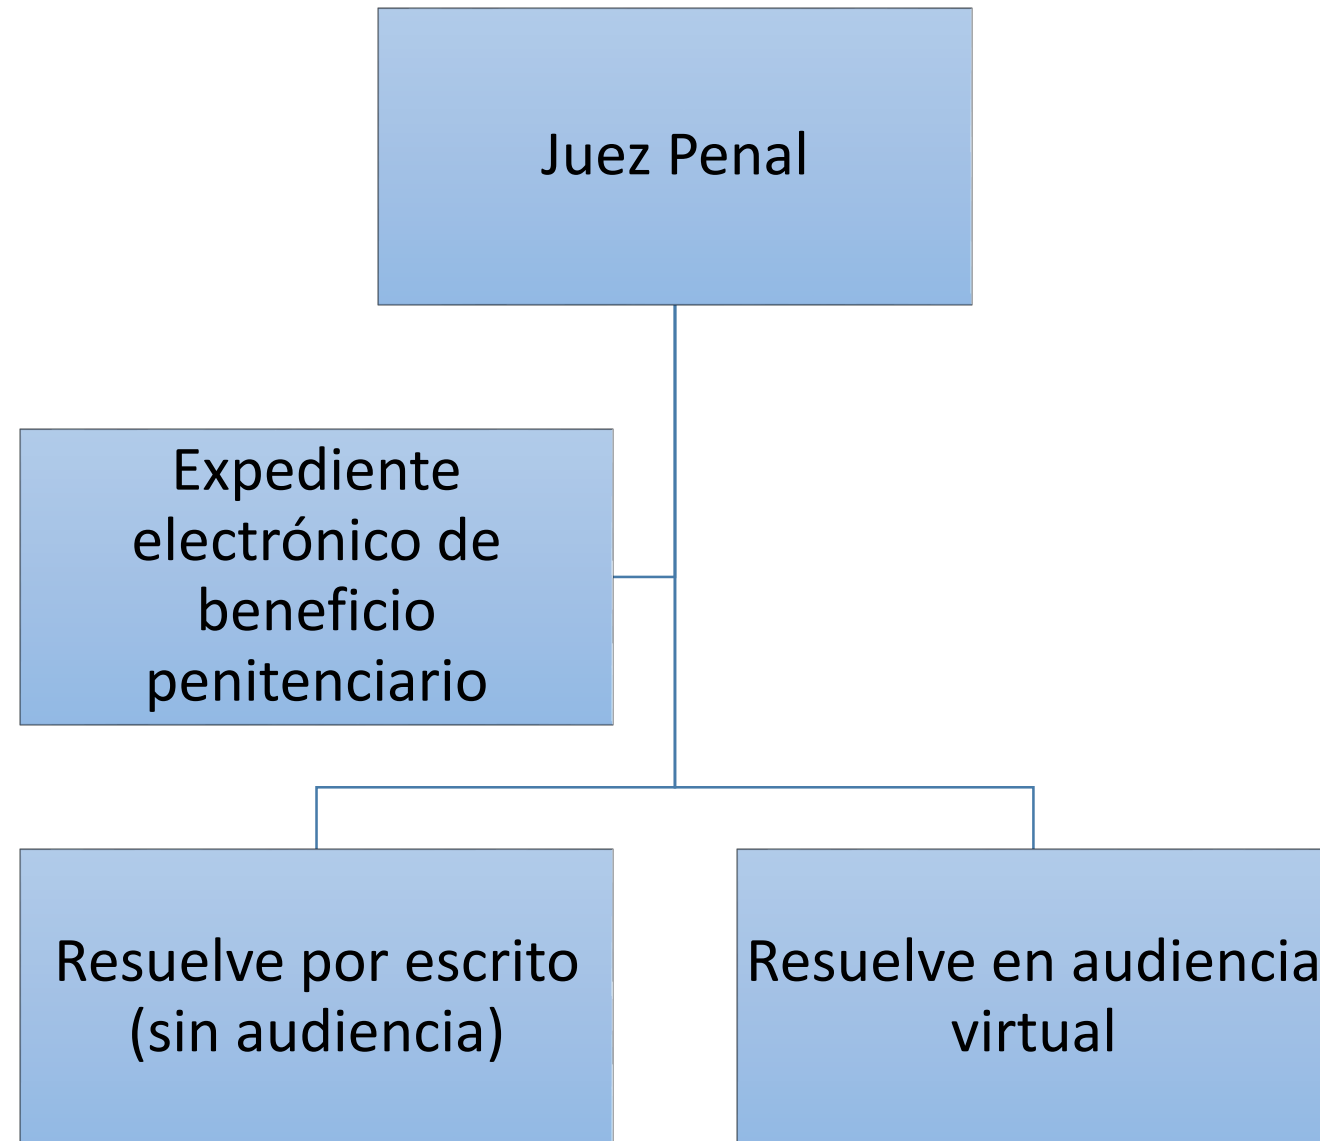 Juez Penal
Expediente
electrónico de
beneficio
penitenciario
Resuelve por escrito
(sin audiencia)
Resuelve en audiencia
virtual